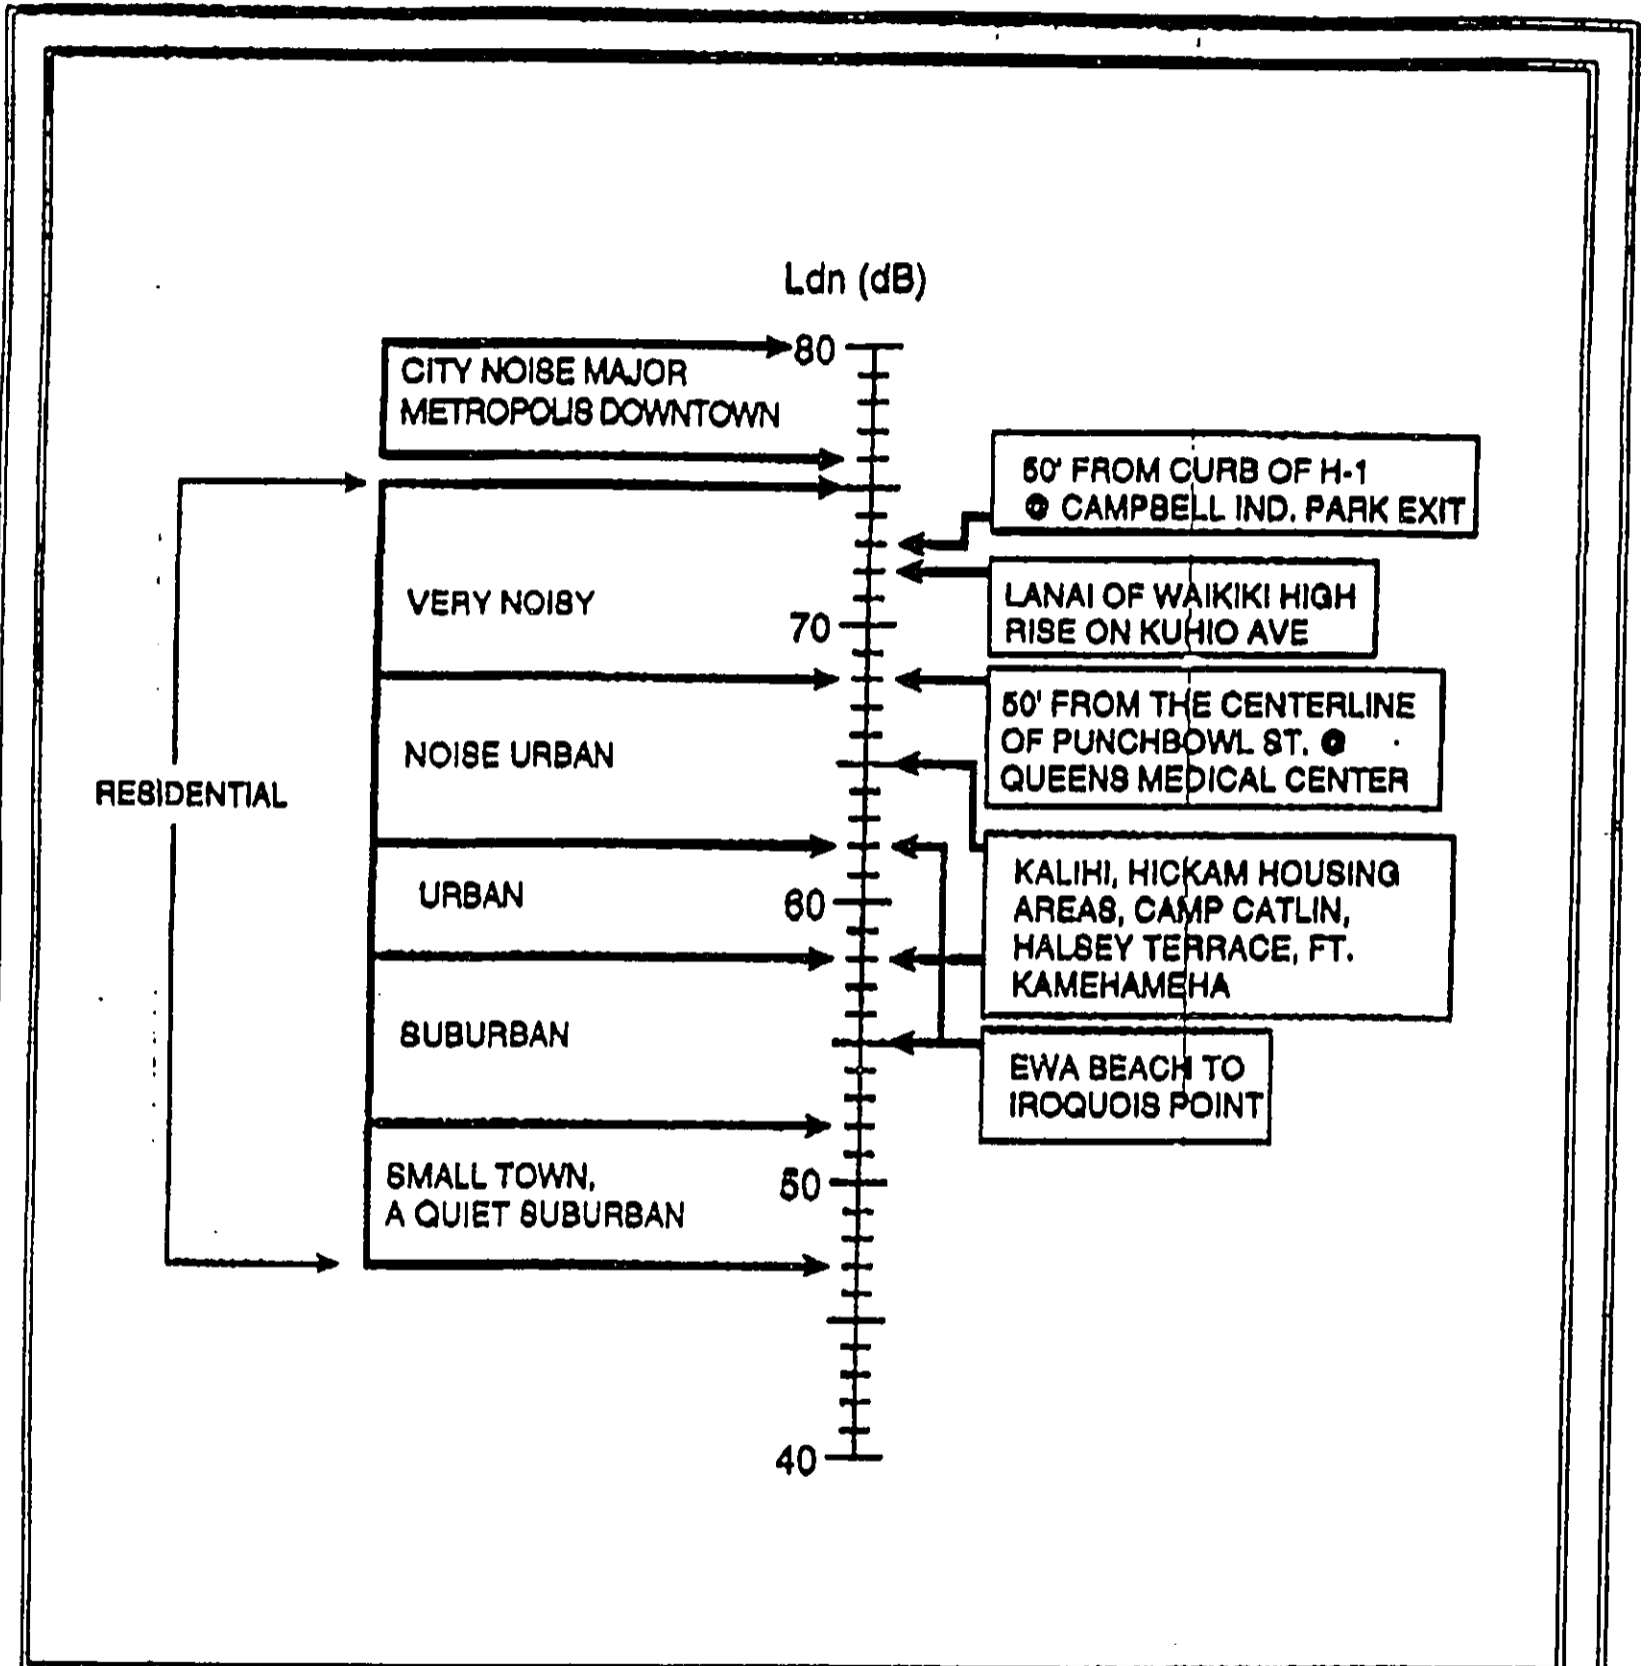 Ldn (dB)
80
CITY NOISE MAJOR
METROPOLIS DOWNTOWN
50' FROM CURB OF H-1
@ CAMPBELL IND. PARK EXIT
VERY NOISY
LANAI OF WAIKIKI HIGH
RISE ON KUHIO AVE
70
50' FROM THE CENTERLINE
OF PUNCHBOWL ST. @
QUEENS MEDICAL CENTER
NOISE URBAN
RESIDENTIAL
KALIHI, HICKAM HOUSING
AREAS, CAMP CATLIN,
HALSEY TERRACE, FT.
KAMEHAMEHA
URBAN
60
SUBURBAN
EWA BEACH TO
IROQUOIS POINT
SMALL TOWN,
A QUIET SUBURBAN
50
40